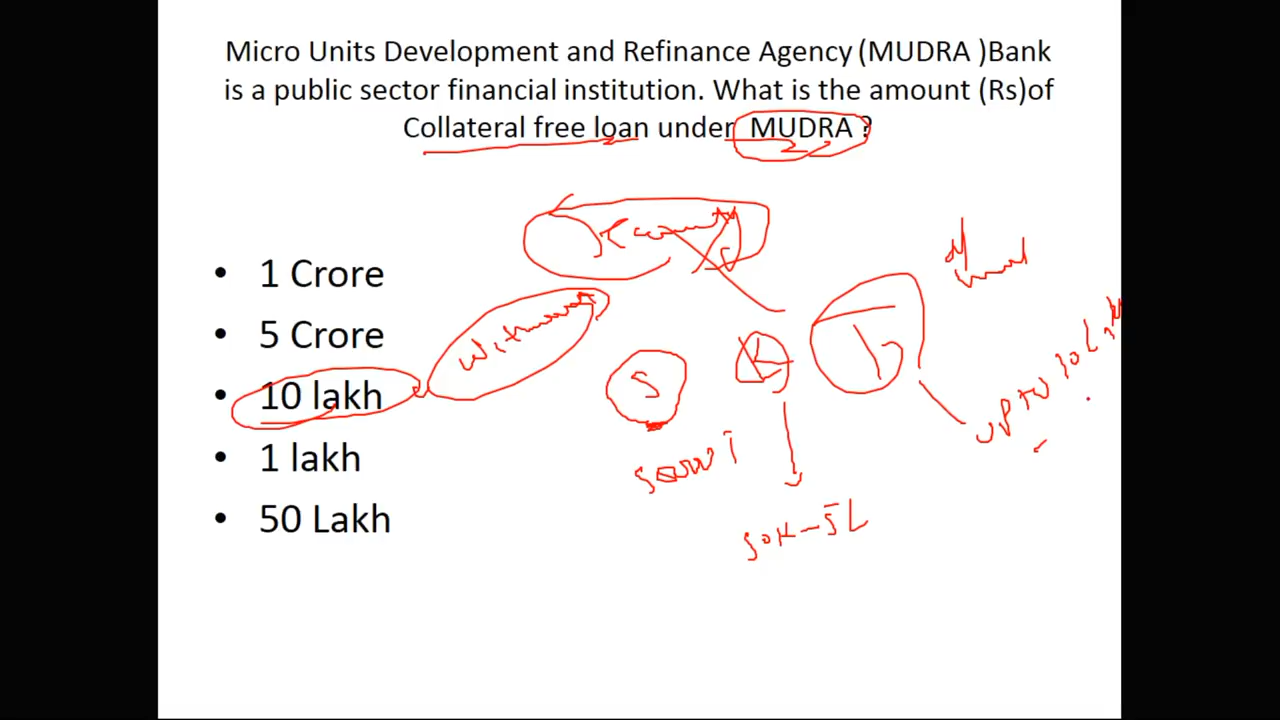 Micro Units Development and Refinance Agency (MUDRA )Bank
is a public sector financial institution. What is the amount (Rs)of
Collateral free loan under MUDRA ?
• 1 Crore
• 5 Crore
• 10 lakh
• 1 lakh
• 50 Lakh
S
K
50K-5L